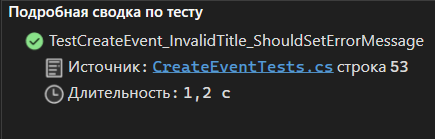 Подробная сводка по тесту
TestCreateEvent_InvalidTitle_ShouldSetErrorMessage
Источник: CreateEventTests.cs строка 53
Длительность: 1,2 с